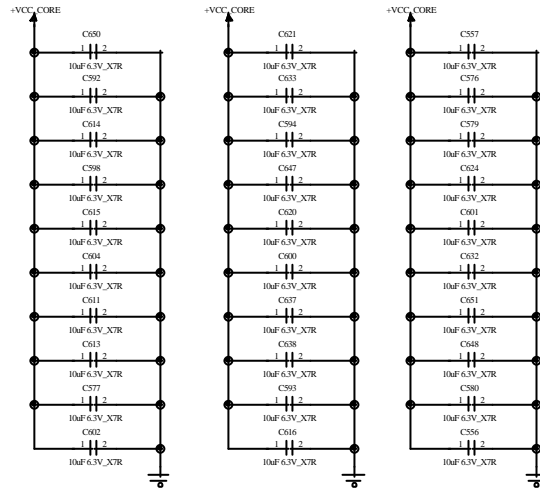 +VCC_CORE
C650
1 2
10uF 6.3V_X7R
C592
1 2
10uF 6.3V_X7R
C614
1 2
10uF 6.3V_X7R
C598
1 2
10uF 6.3V_X7R
C615
1 2
10uF 6.3V_X7R
C604
1 2
10uF 6.3V_X7R
C611
1 2
10uF 6.3V_X7R
C613
1 2
10uF 6.3V_X7R
C577
1 2
10uF 6.3V_X7R
C602
1 2
10uF 6.3V_X7R
+VCC_CORE
C621
1 2
10uF 6.3V_X7R
C633
1 2
10uF 6.3V_X7R
C594
1 2
10uF 6.3V_X7R
C647
1 2
10uF 6.3V_X7R
C620
1 2
10uF 6.3V_X7R
C600
1 2
10uF 6.3V_X7R
C637
1 2
10uF 6.3V_X7R
C638
1 2
10uF 6.3V_X7R
C593
1 2
10uF 6.3V_X7R
C616
1 2
10uF 6.3V_X7R
+VCC_CORE
C557
1 2
10uF 6.3V_X7R
C576
1 2
10uF 6.3V_X7R
C579
1 2
10uF 6.3V_X7R
C624
1 2
10uF 6.3V_X7R
C601
1 2
10uF 6.3V_X7R
C632
1 2
10uF 6.3V_X7R
C651
1 2
10uF 6.3V_X7R
C648
1 2
10uF 6.3V_X7R
C580
1 2
10uF 6.3V_X7R
C556
1 2
10uF 6.3V_X7R